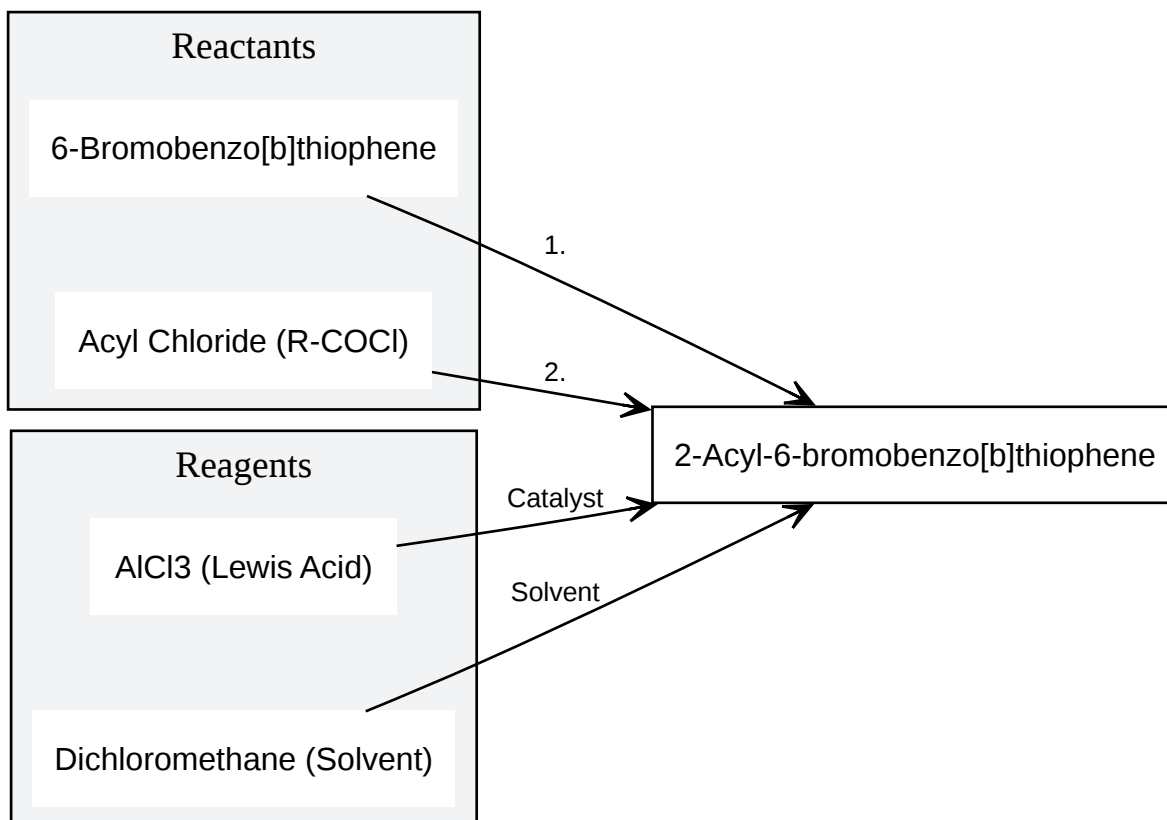 Reactants
6-Bromobenzo[b]thiophene
1.
Acyl Chloride (R-COCl)
2.
2-Acyl-6-bromobenzo[b]thiophene
Reagents
Catalyst
AlCl3 (Lewis Acid)
Solvent
Dichloromethane (Solvent)